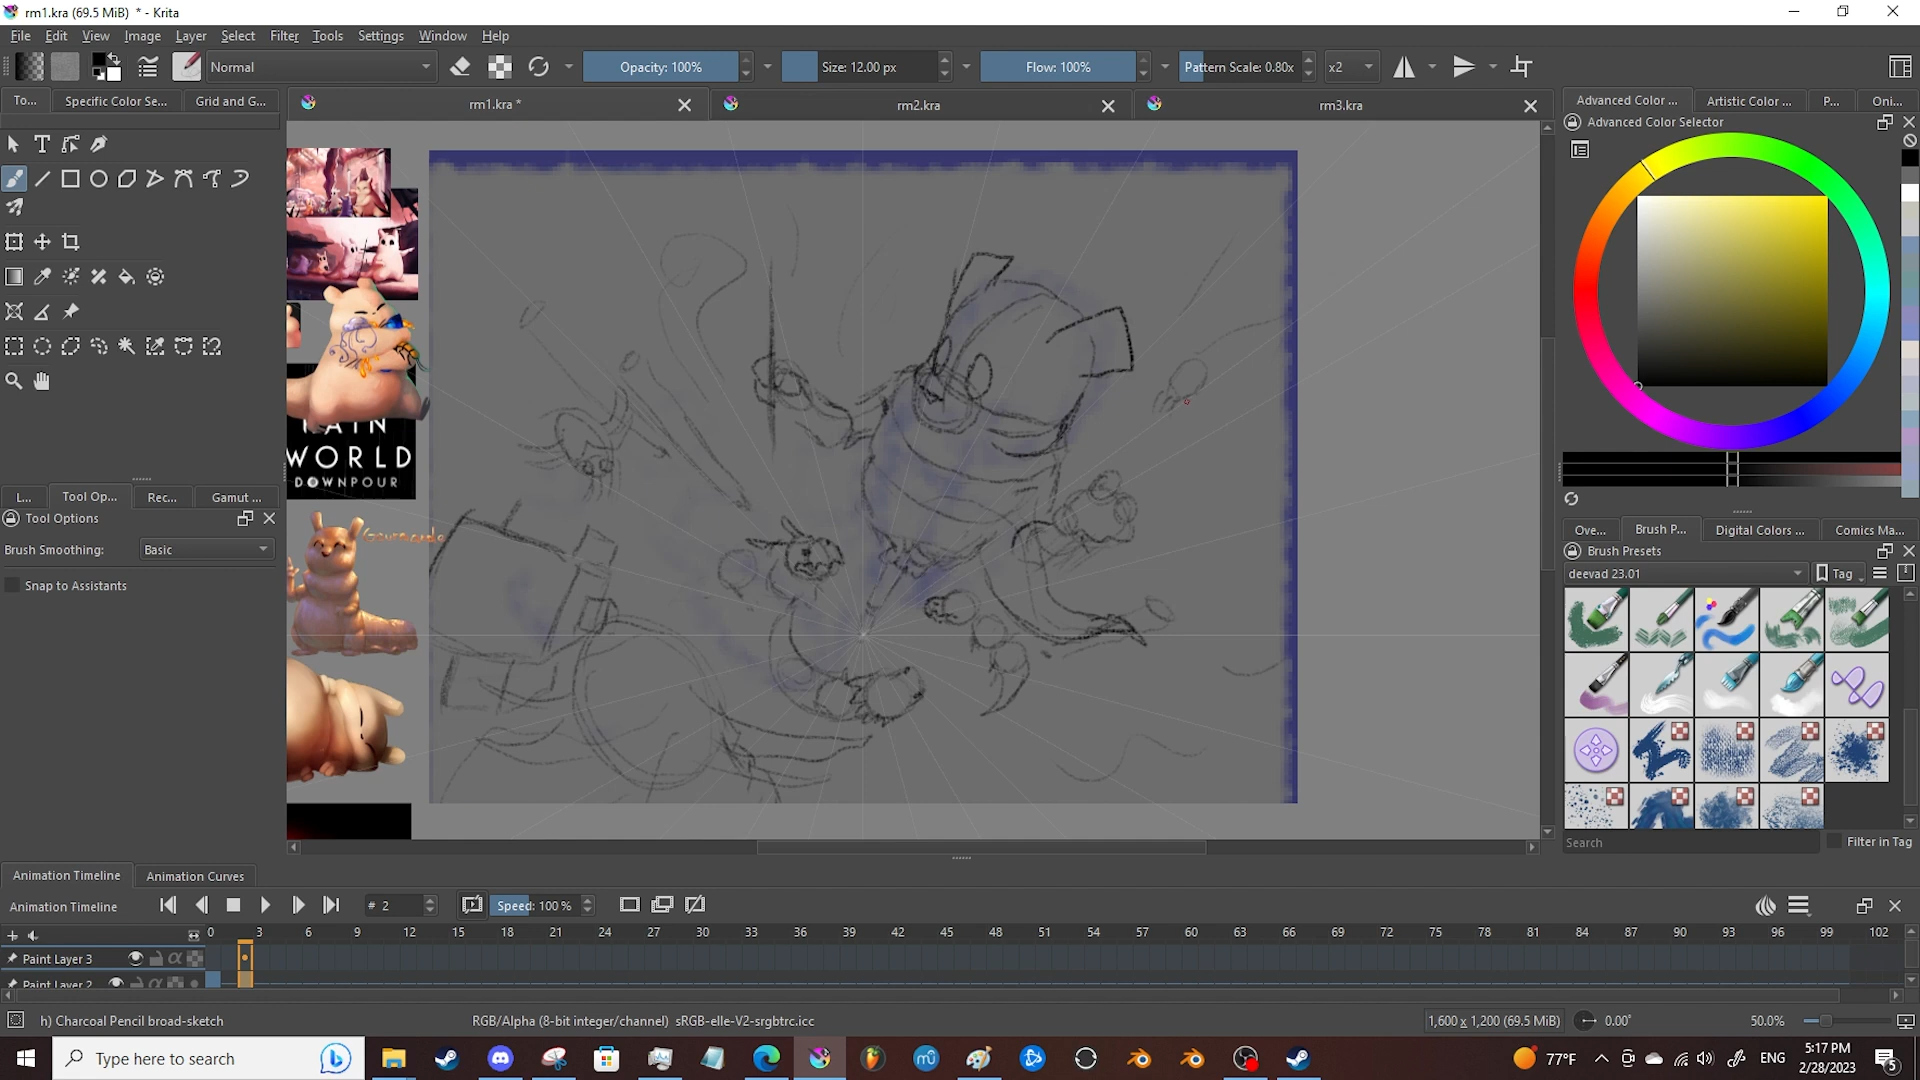 rm1.kra (69.5 MiB)  * - Krita
File Edit View Image Layer Select Filter Tools Settings Window Help
Normal Opacity: 100% Size: 12.00 px Flow: 100% Pattern Scale: 0.80x x2
To... Specific Color Se... Grid and G... rm1.kra * rm2.kra rm3.kra Advanced Color ... Artistic Color ... P... Oni...
Advanced Color Selector
RAIN
WORLD
DOWNPOUR
L... Tool Op... Rec... Gamut ...
Tool Options
Brush Smoothing: Basic
Snap to Assistants
Gourmando
Ove... Brush P... Digital Colors ... Comics Ma...
Brush Presets
deevad 23.01 Tag
Search Filter in Tag
Animation Timeline Animation Curves
Animation Timeline # 2 Speed: 100 %
0 3 6 9 12 15 18 21 24 27 30 33 36 39 42 45 48 51 54 57 60 63 66 69 72 75 78 81 84 87 90 93 96 99 102
Paint Layer 3
Paint Layer 2
h) Charcoal Pencil broad-sketch RGB/Alpha (8-bit integer/channel)  sRGB-elle-V2-srgbtrc.icc 1,600 x 1,200 (69.5 MiB) 0.00° 50.0%
Type here to search 77°F ENG 5:17 PM
2/28/2023 5